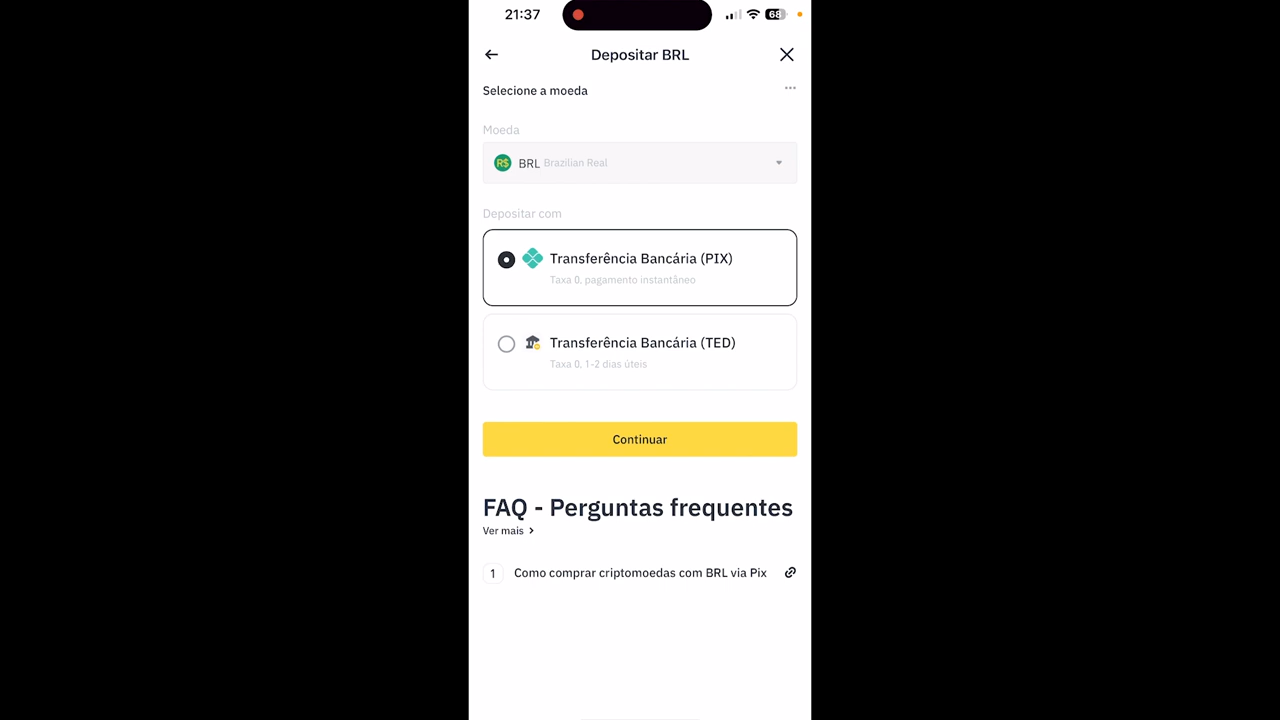 21:37
68
Depositar BRL
Selecione a moeda
Moeda
R$ BRL Brazilian Real
Depositar com
Transferência Bancária (PIX)
Taxa 0. pagamento instantâneo
Transferência Bancária (TED)
Taxa 0. 1-2 dias úteis
Continuar
FAQ - Perguntas frequentes
Ver mais
1 Como comprar criptomoedas com BRL via Pix